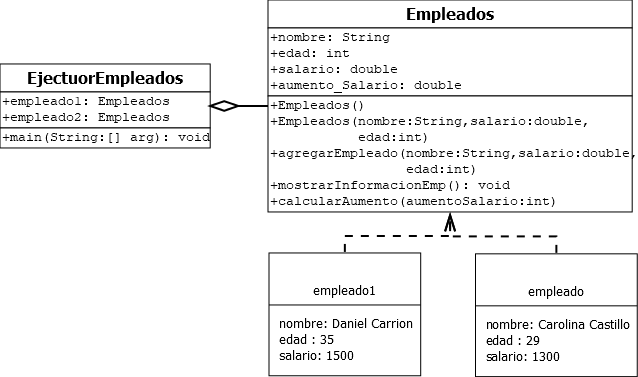 Empleados
+nombre: String
+edad: int
+salario: double
+aumento_Salario: double
+Empleados()
+Empleados(nombre:String,salario:double,
edad:int)
+agregarEmpleado(nombre:String,salario:double,
edad:int)
+mostrarInformacionEmp(): void
+calcularAumento(aumentoSalario:int)
EjectuorEmpleados
+empleado1: Empleados
+empleado2: Empleados
+main(String:[] arg): void
empleado1
nombre: Daniel Carrion
edad : 35
salario: 1500
empleado
nombre: Carolina Castillo
edad : 29
salario: 1300